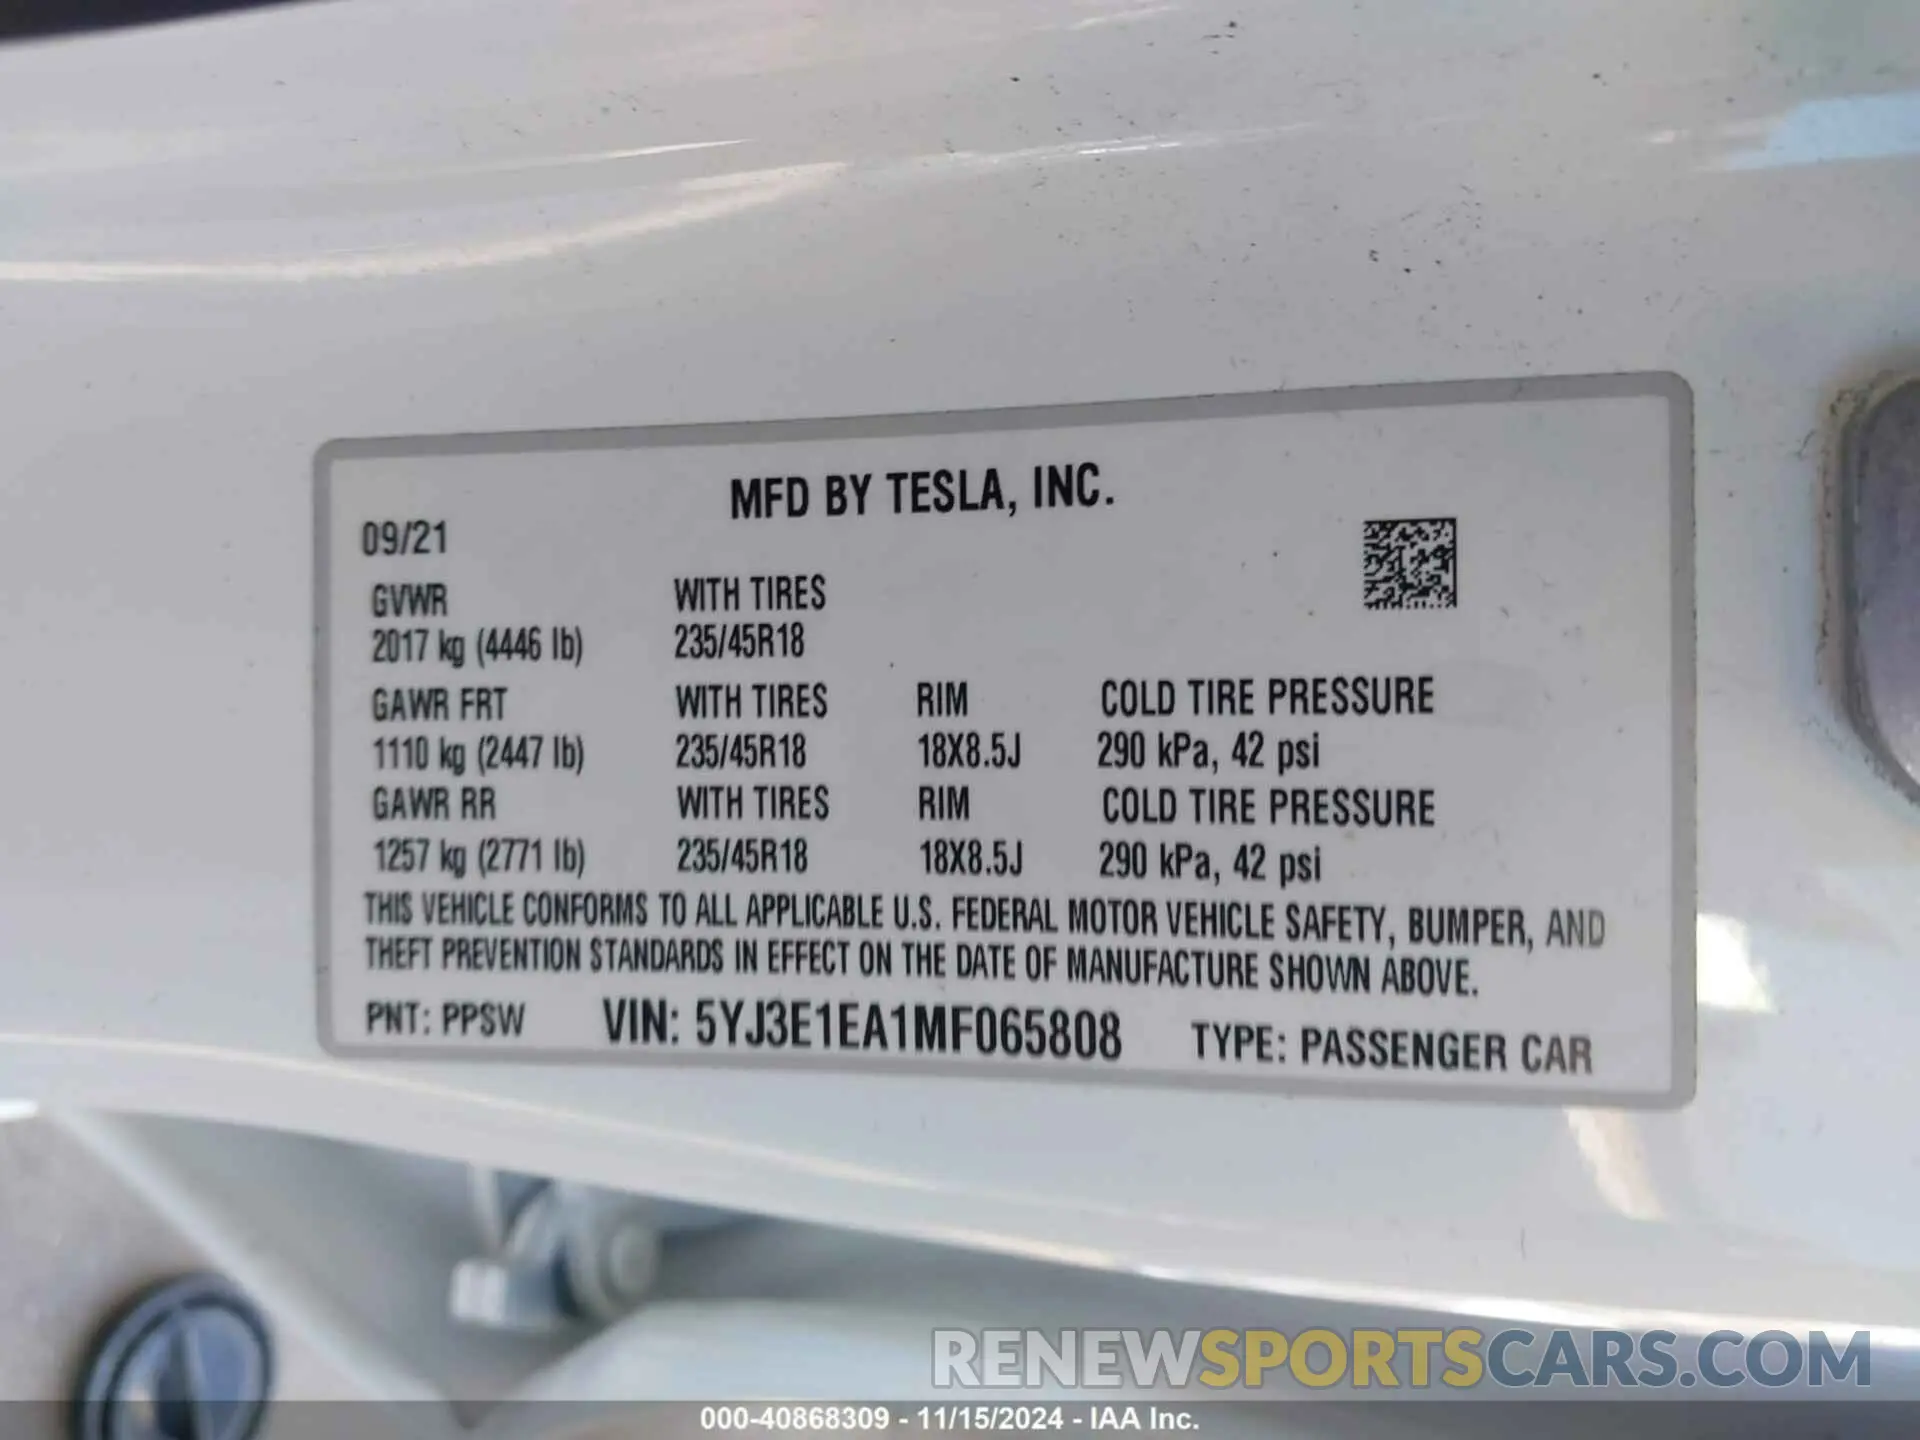 MFD BY TESLA, INC.
09/21
GVWR WITH TIRES
2017 kg (4446 lb) 235/45R18
GAWR FRT WITH TIRES RIM COLD TIRE PRESSURE
1110 kg (2447 lb) 235/45R18 18X8.5J 290 kPa, 42 psi
GAWR RR WITH TIRES RIM COLD TIRE PRESSURE
1257 kg (2771 lb) 235/45R18 18X8.5J 290 kPa, 42 psi
THIS VEHICLE CONFORMS TO ALL APPLICABLE U.S. FEDERAL MOTOR VEHICLE SAFETY, BUMPER, AND
THEFT PREVENTION STANDARDS IN EFFECT ON THE DATE OF MANUFACTURE SHOWN ABOVE.
PNT: PPSW VIN: 5YJ3E1EA1MF065808 TYPE: PASSENGER CAR
RENEWSPORTSCARS.COM
000-40868309 - 11/15/2024 - IAA Inc.